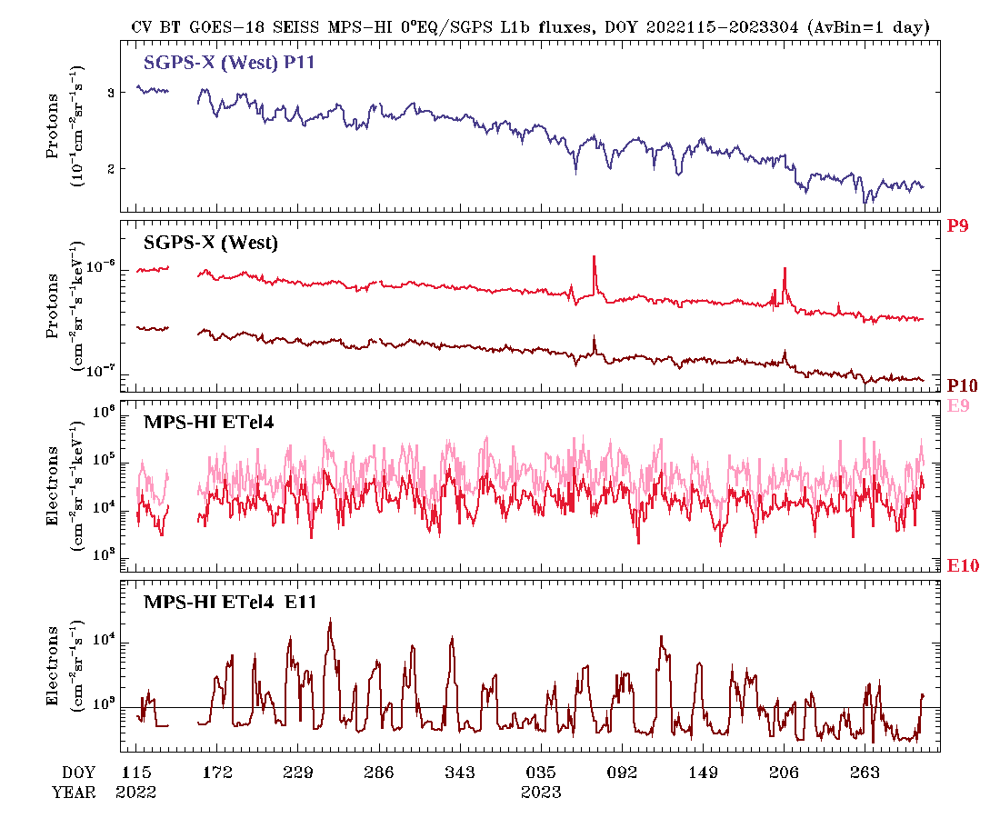 CV BT GOES−18 SEISS MPS−HI 0°EQ/SGPS L1b fluxes, DOY 2022115−2023304 (AvBin=1 day)
SGPS-X (West) P11
Protons
(10⁻¹cm⁻²sr⁻¹s⁻¹)
3
2
SGPS-X (West)
P9
P10
Protons
(cm⁻²sr⁻¹s⁻¹keV⁻¹)
10⁻⁶
10⁻⁷
MPS-HI ETel4
E9
E10
Electrons
(cm⁻²sr⁻¹s⁻¹keV⁻¹)
10⁶
10⁵
10⁴
10³
MPS-HI ETel4 E11
Electrons
(cm⁻²sr⁻¹s⁻¹)
10⁴
10³
DOY 115 172 229 286 343 035 092 149 206 263
YEAR 2022 2023